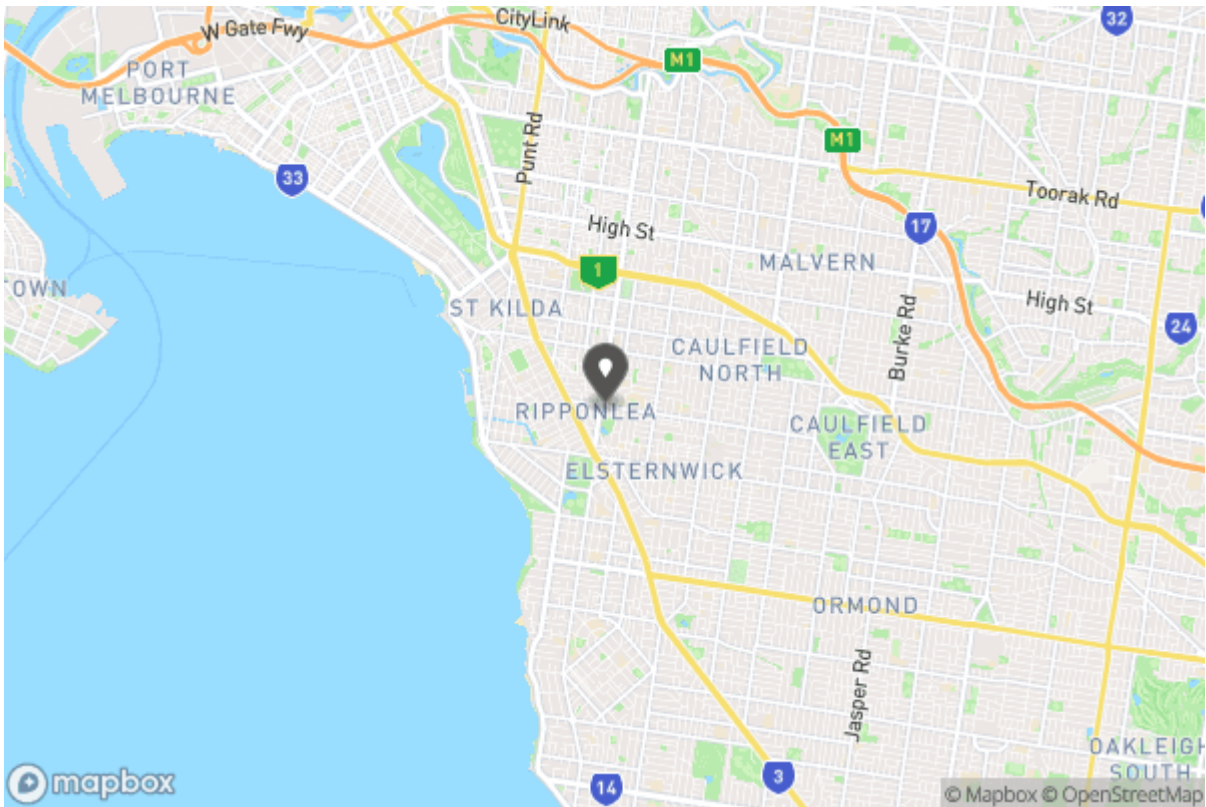 CityLink
32
W Gate Fwy
M1
PORT
MELBOURNE
Punt Rd
M1
33
Toorak Rd
High St
17
MALVERN
1
OWN
ST KILDA
High St
24
Burke Rd
CAULFIELD
NORTH
RIPPONLEA
CAULFIELD
EAST
ELSTERNWICK
ORMOND
Jasper Rd
OAKLEIGH
SOUTH
mapbox
14
3
© Mapbox © OpenStreetMap